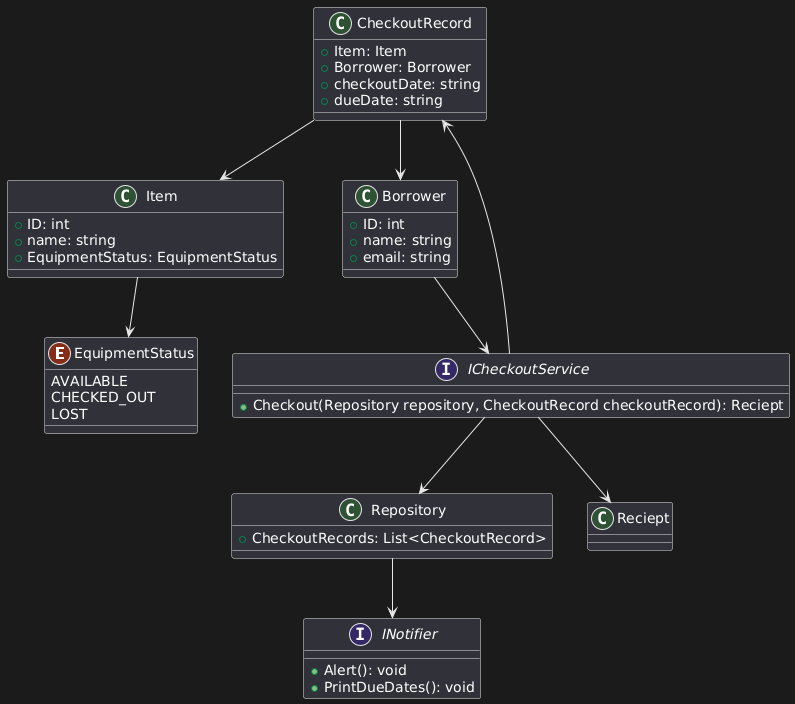 C CheckoutRecord
Item: Item
Borrower: Borrower
checkoutDate: string
dueDate: string
C Item
ID: int
name: string
EquipmentStatus: EquipmentStatus
C Borrower
ID: int
name: string
email: string
E EquipmentStatus
AVAILABLE
CHECKED_OUT
LOST
I ICheckoutService
Checkout(Repository repository, CheckoutRecord checkoutRecord): Reciept
C Repository
CheckoutRecords: List<CheckoutRecord>
C Reciept
I INotifier
Alert(): void
PrintDueDates(): void